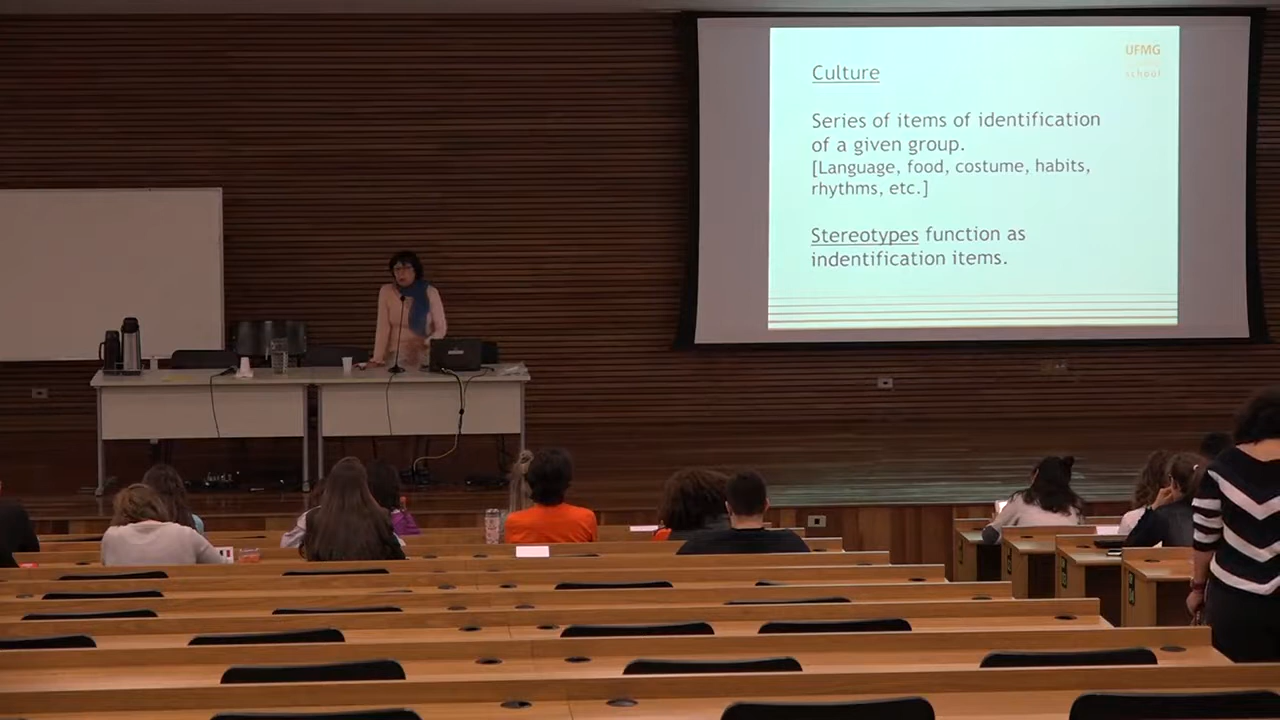 UFMG
school
Culture
Series of items of identification
of a given group.
[Language, food, costume, habits,
rhythms, etc.]
Stereotypes function as
indentification items.